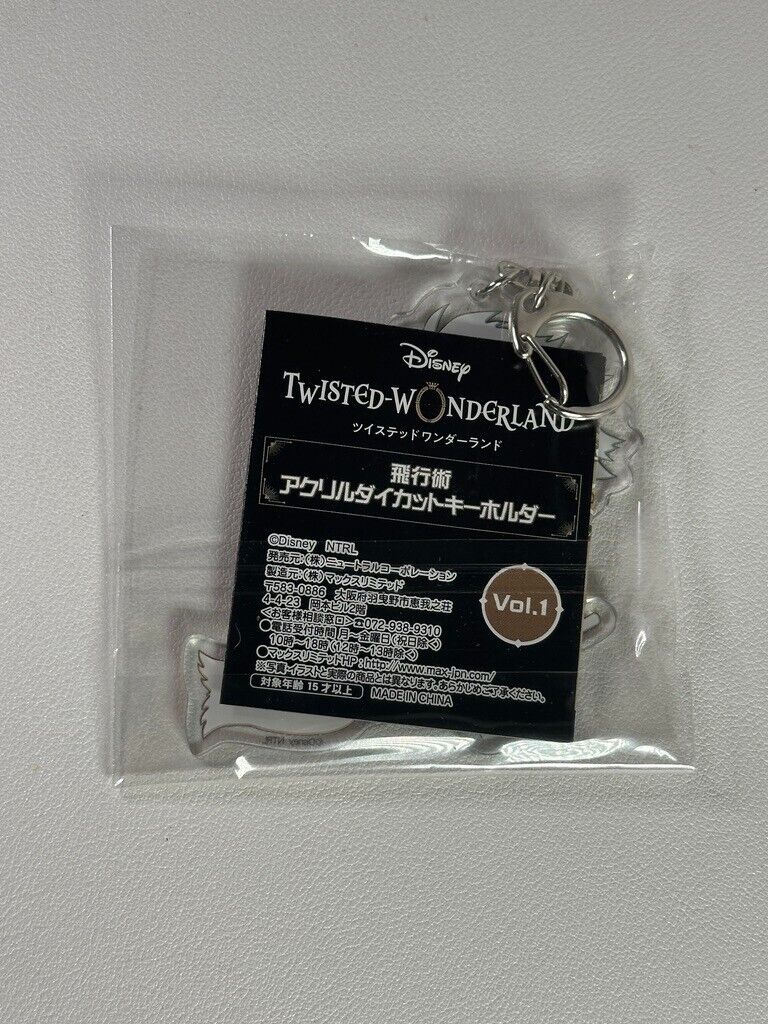 Disney
TWISTED-WONDERLAND
ツイステッドワンダーランド
飛行術
アクリルダイカットキーホルダー
©Disney NTRL
発売元:(株)ニュートラルコーポレーション
製造元:(株)マックスリミテッド
〒583-0886 大阪府羽曳野市恵我之荘
4-4-23 岡本ビル2階
<お客様相談窓口>☎072-938-9310
●電話受付時間 月〜金曜日(祝日除く)
10時〜18時(12時〜13時除く)
●マックスリミテッドHP:http://www.max-jpn.com/
※写真・イラストと実際の商品とは異なります。あらかじめご了承ください。
対象年齢 15才以上 MADE IN CHINA
Vol.1
©Disney NTRL